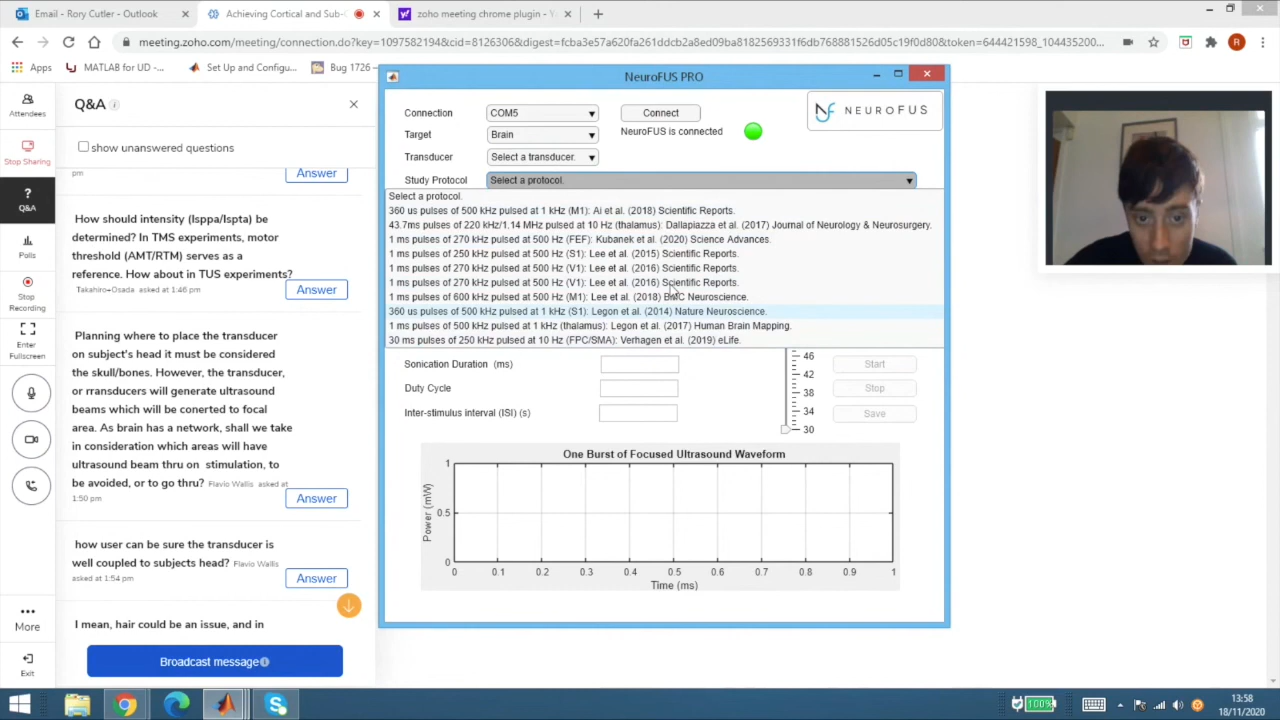 Email - Rory Cutler - Outlook
Achieving Cortical and Sub-C
zoho meeting chrome plugin - Y
meeting.zoho.com/meeting/connection.do?key=1097582194&cid=8126306&digest=fcba3e57a620fa261ddcb2a8ed09ba8182569331f6db768881526d05c19f0d80&token=644421598_104435200...
Apps
MATLAB for UD -...
Set Up and Configu...
Bug 1726 -
Attendees
Stop Sharing
Q&A
Polls
Stop
Recording
Enter
Fullscreen
More
Exit
Q&A
show unanswered questions
pm
Answer
How should intensity (Isppa/Ispta) be
determined? In TMS experiments, motor
threshold (AMT/RTM) serves as a
reference. How about in TUS experiments?
Takahiro+Osada asked at 1:46 pm
Answer
Planning where to place the transducer
on subject's head it must be considered
the skull/bones. However, the transducer,
or rransducers will generate ultrasound
beams which will be conerted to focal
area. As brain has a network, shall we take
in consideration which areas will have
ultrasound beam thru on stimulation, to
be avoided, or to go thru? Flavio Wallis asked at
1:50 pm
Answer
how user can be sure the transducer is
well coupled to subjects head? Flavio Wallis
asked at 1:54 pm
Answer
I mean, hair could be an issue, and in
Broadcast message
NeuroFUS PRO
Connection
COM5
Connect
NEUROFUS
Target
Brain
NeuroFUS is connected
Transducer
Select a transducer.
Study Protocol
Select a protocol.
Select a protocol.
360 us pulses of 500 kHz pulsed at 1 kHz (M1): Ai et al. (2018) Scientific Reports.
43.7ms pulses of 220 kHz/1.14 MHz pulsed at 10 Hz (thalamus): Dallapiazza et al. (2017) Journal of Neurology & Neurosurgery.
1 ms pulses of 270 kHz pulsed at 500 Hz (FEF): Kubanek et al. (2020) Science Advances.
1 ms pulses of 250 kHz pulsed at 500 Hz (S1): Lee et al. (2015) Scientific Reports.
1 ms pulses of 270 kHz pulsed at 500 Hz (V1): Lee et al. (2016) Scientific Reports.
1 ms pulses of 270 kHz pulsed at 500 Hz (V1): Lee et al. (2016) Scientific Reports.
1 ms pulses of 600 kHz pulsed at 500 Hz (M1): Lee et al. (2018) BMC Neuroscience.
360 us pulses of 500 kHz pulsed at 1 kHz (S1): Legon et al. (2014) Nature Neuroscience.
1 ms pulses of 500 kHz pulsed at 1 kHz (thalamus): Legon et al. (2017) Human Brain Mapping.
30 ms pulses of 250 kHz pulsed at 10 Hz (FPC/SMA): Verhagen et al. (2019) eLife.
Sonication Duration (ms)
Duty Cycle
Inter-stimulus interval (ISI) (s)
46
42
38
34
30
Start
Stop
Save
One Burst of Focused Ultrasound Waveform
Power (mW)
1
0.5
0
0 0.1 0.2 0.3 0.4 0.5 0.6 0.7 0.8 0.9 1
Time (ms)
100%
13:58
18/11/2020